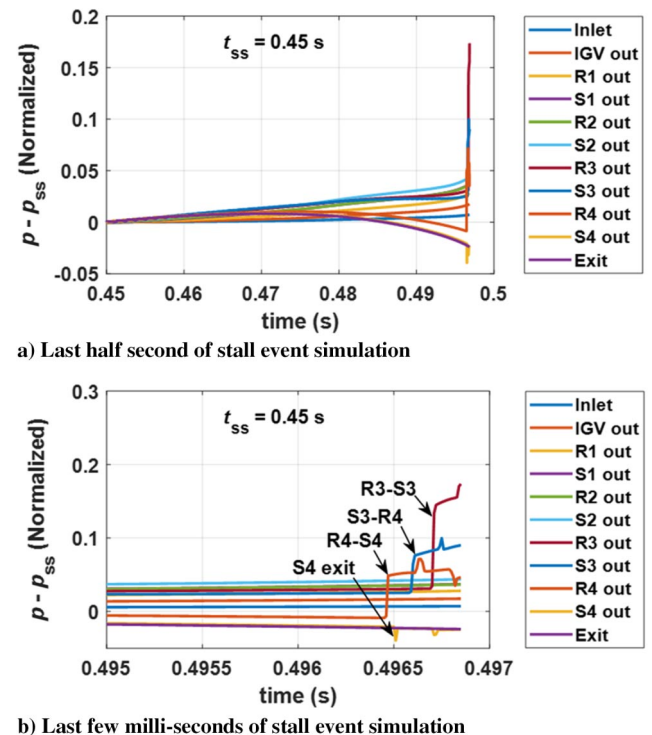 0.2
0.15
0.1
0.05
0
-0.05
p - pss (Normalized)
tss = 0.45 s
0.45 0.46 0.47 0.48 0.49 0.5
time (s)
Inlet
IGV out
R1 out
S1 out
R2 out
S2 out
R3 out
S3 out
R4 out
S4 out
Exit
a) Last half second of stall event simulation
0.3
0.2
0.1
0
p - pss (Normalized)
tss = 0.45 s
R3-S3
S3-R4
R4-S4
S4 exit
0.495 0.4955 0.496 0.4965 0.497
time (s)
Inlet
IGV out
R1 out
S1 out
R2 out
S2 out
R3 out
S3 out
R4 out
S4 out
Exit
b) Last few milli-seconds of stall event simulation